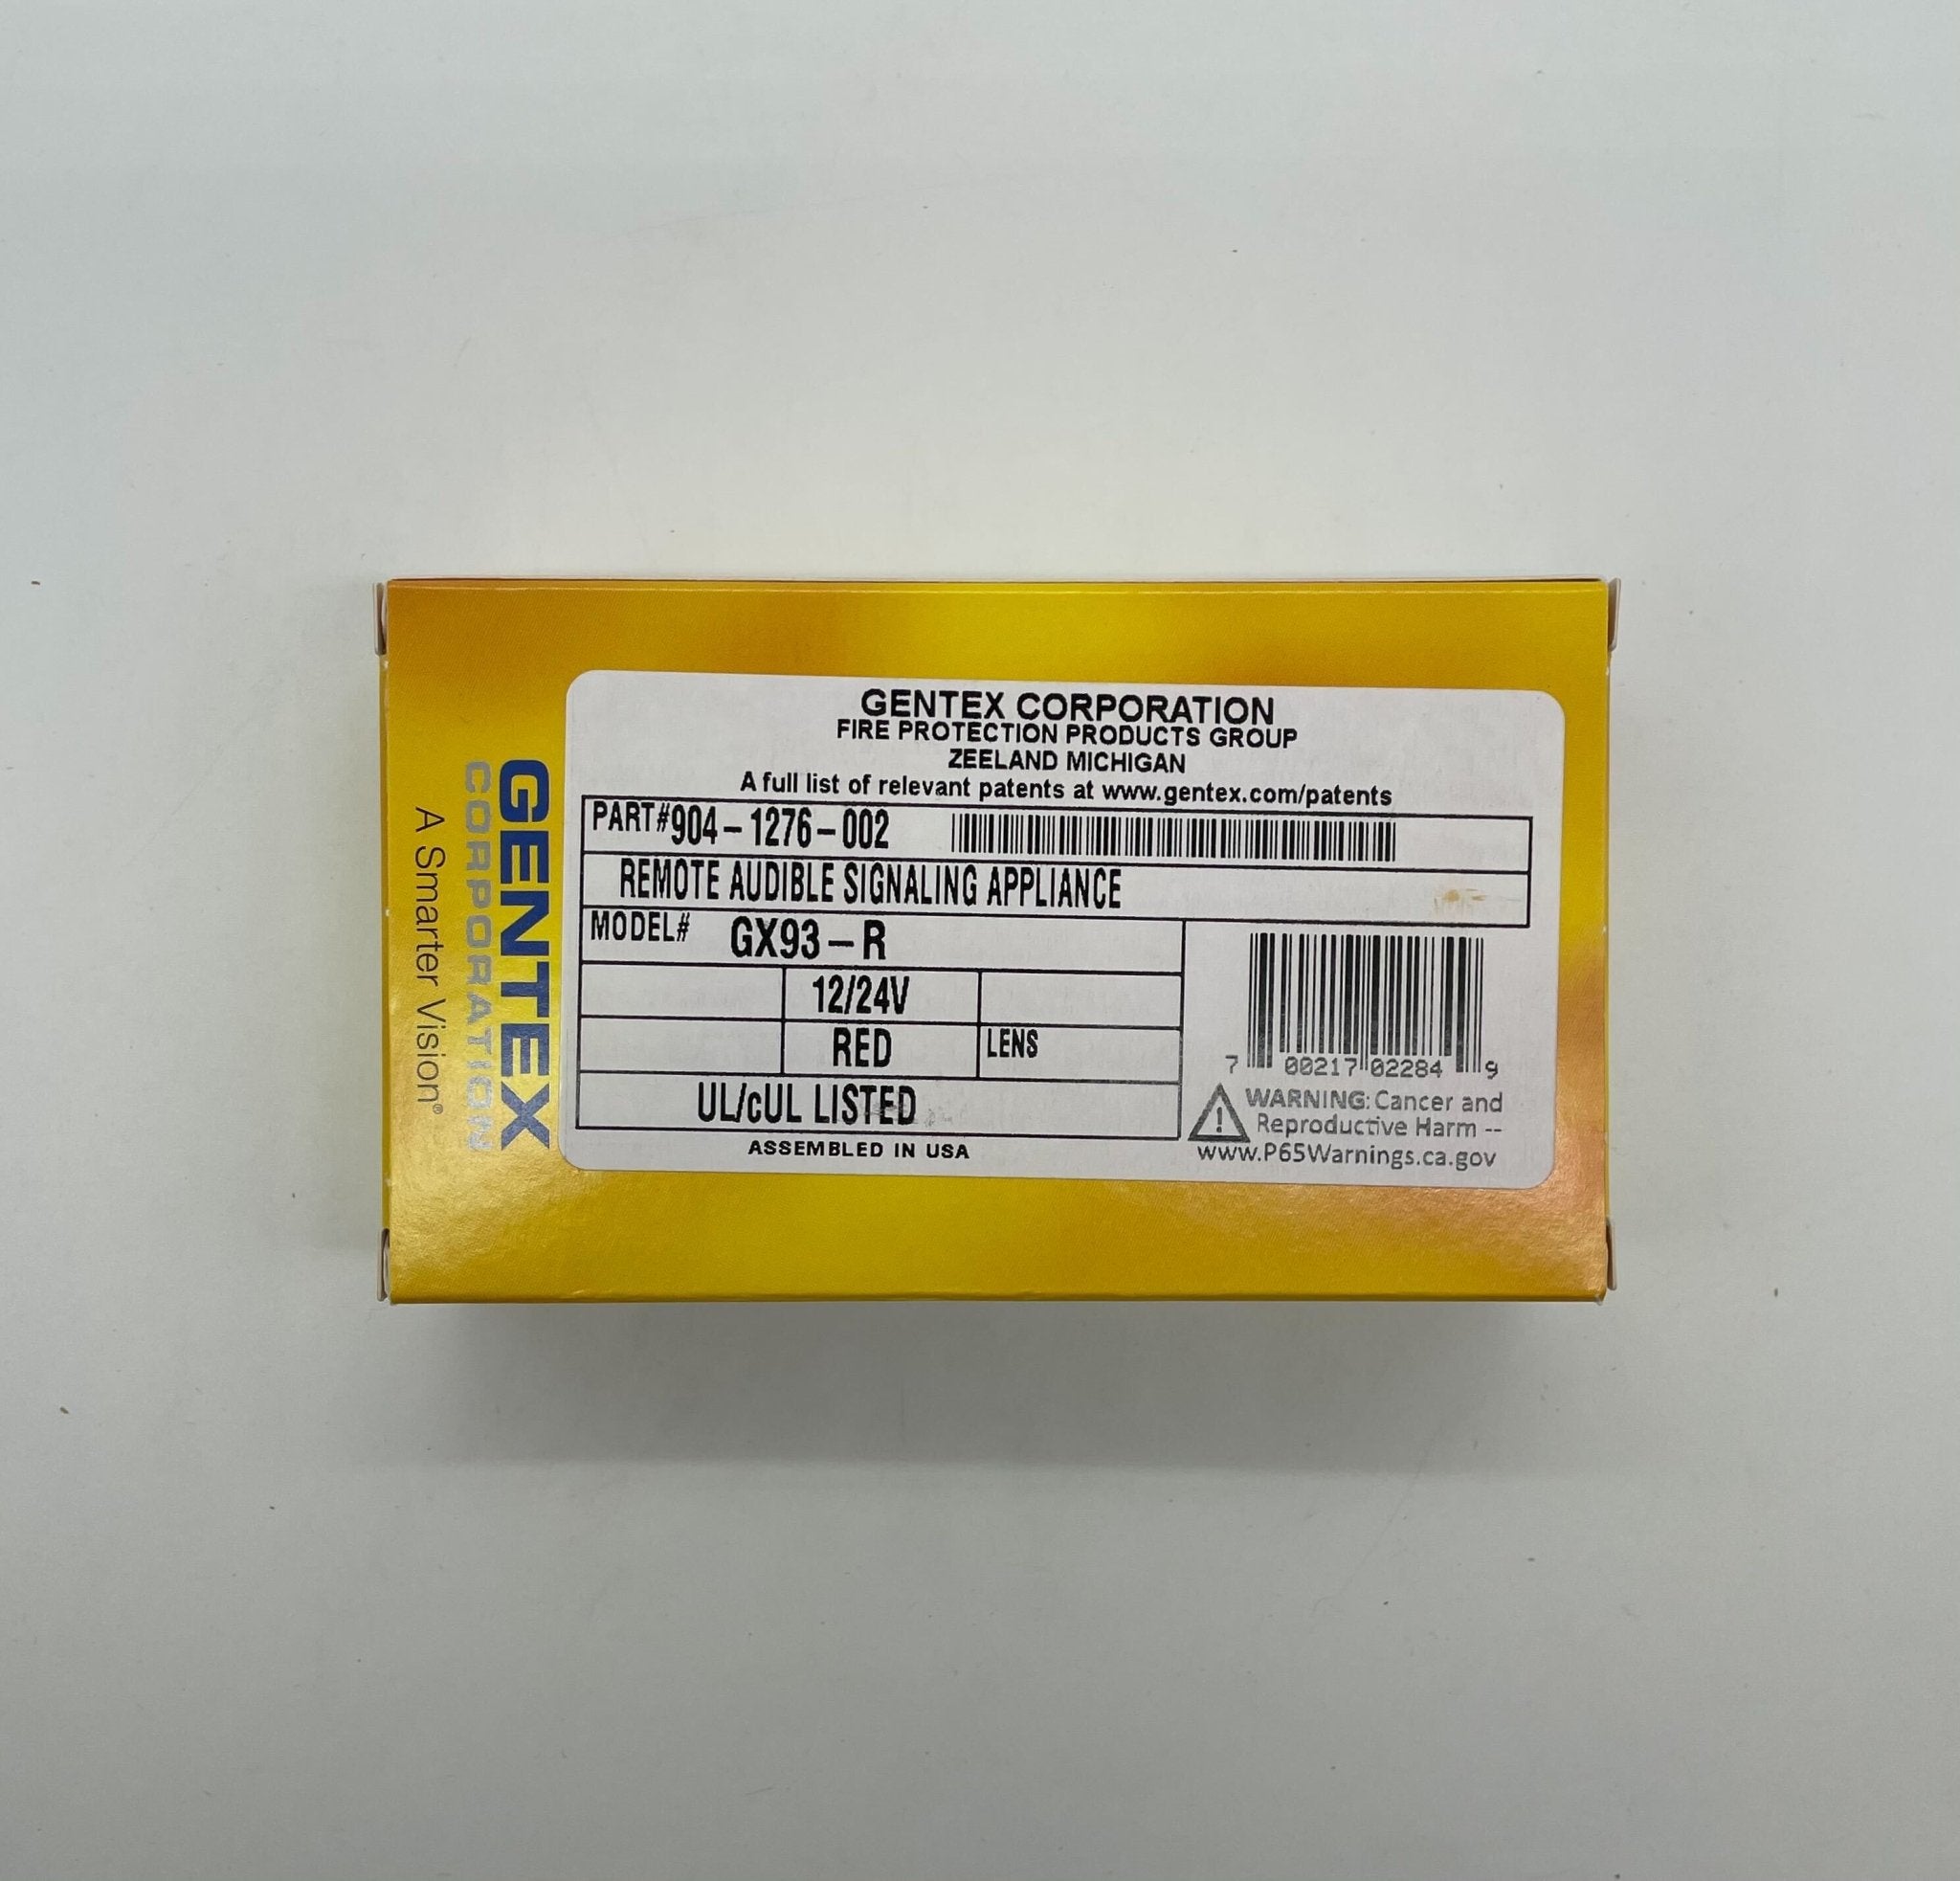 GENTEX
CORPORATION
A Smarter Vision®
GENTEX CORPORATION
FIRE PROTECTION PRODUCTS GROUP
ZEELAND MICHIGAN
A full list of relevant patents at www.gentex.com/patents
PART# 904-1276-002
REMOTE AUDIBLE SIGNALING APPLIANCE
MODEL# GX93-R
12/24V
RED LENS
UL/cUL LISTED
ASSEMBLED IN USA
7 00217 02284 9
WARNING: Cancer and
Reproductive Harm --
www.P65Warnings.ca.gov